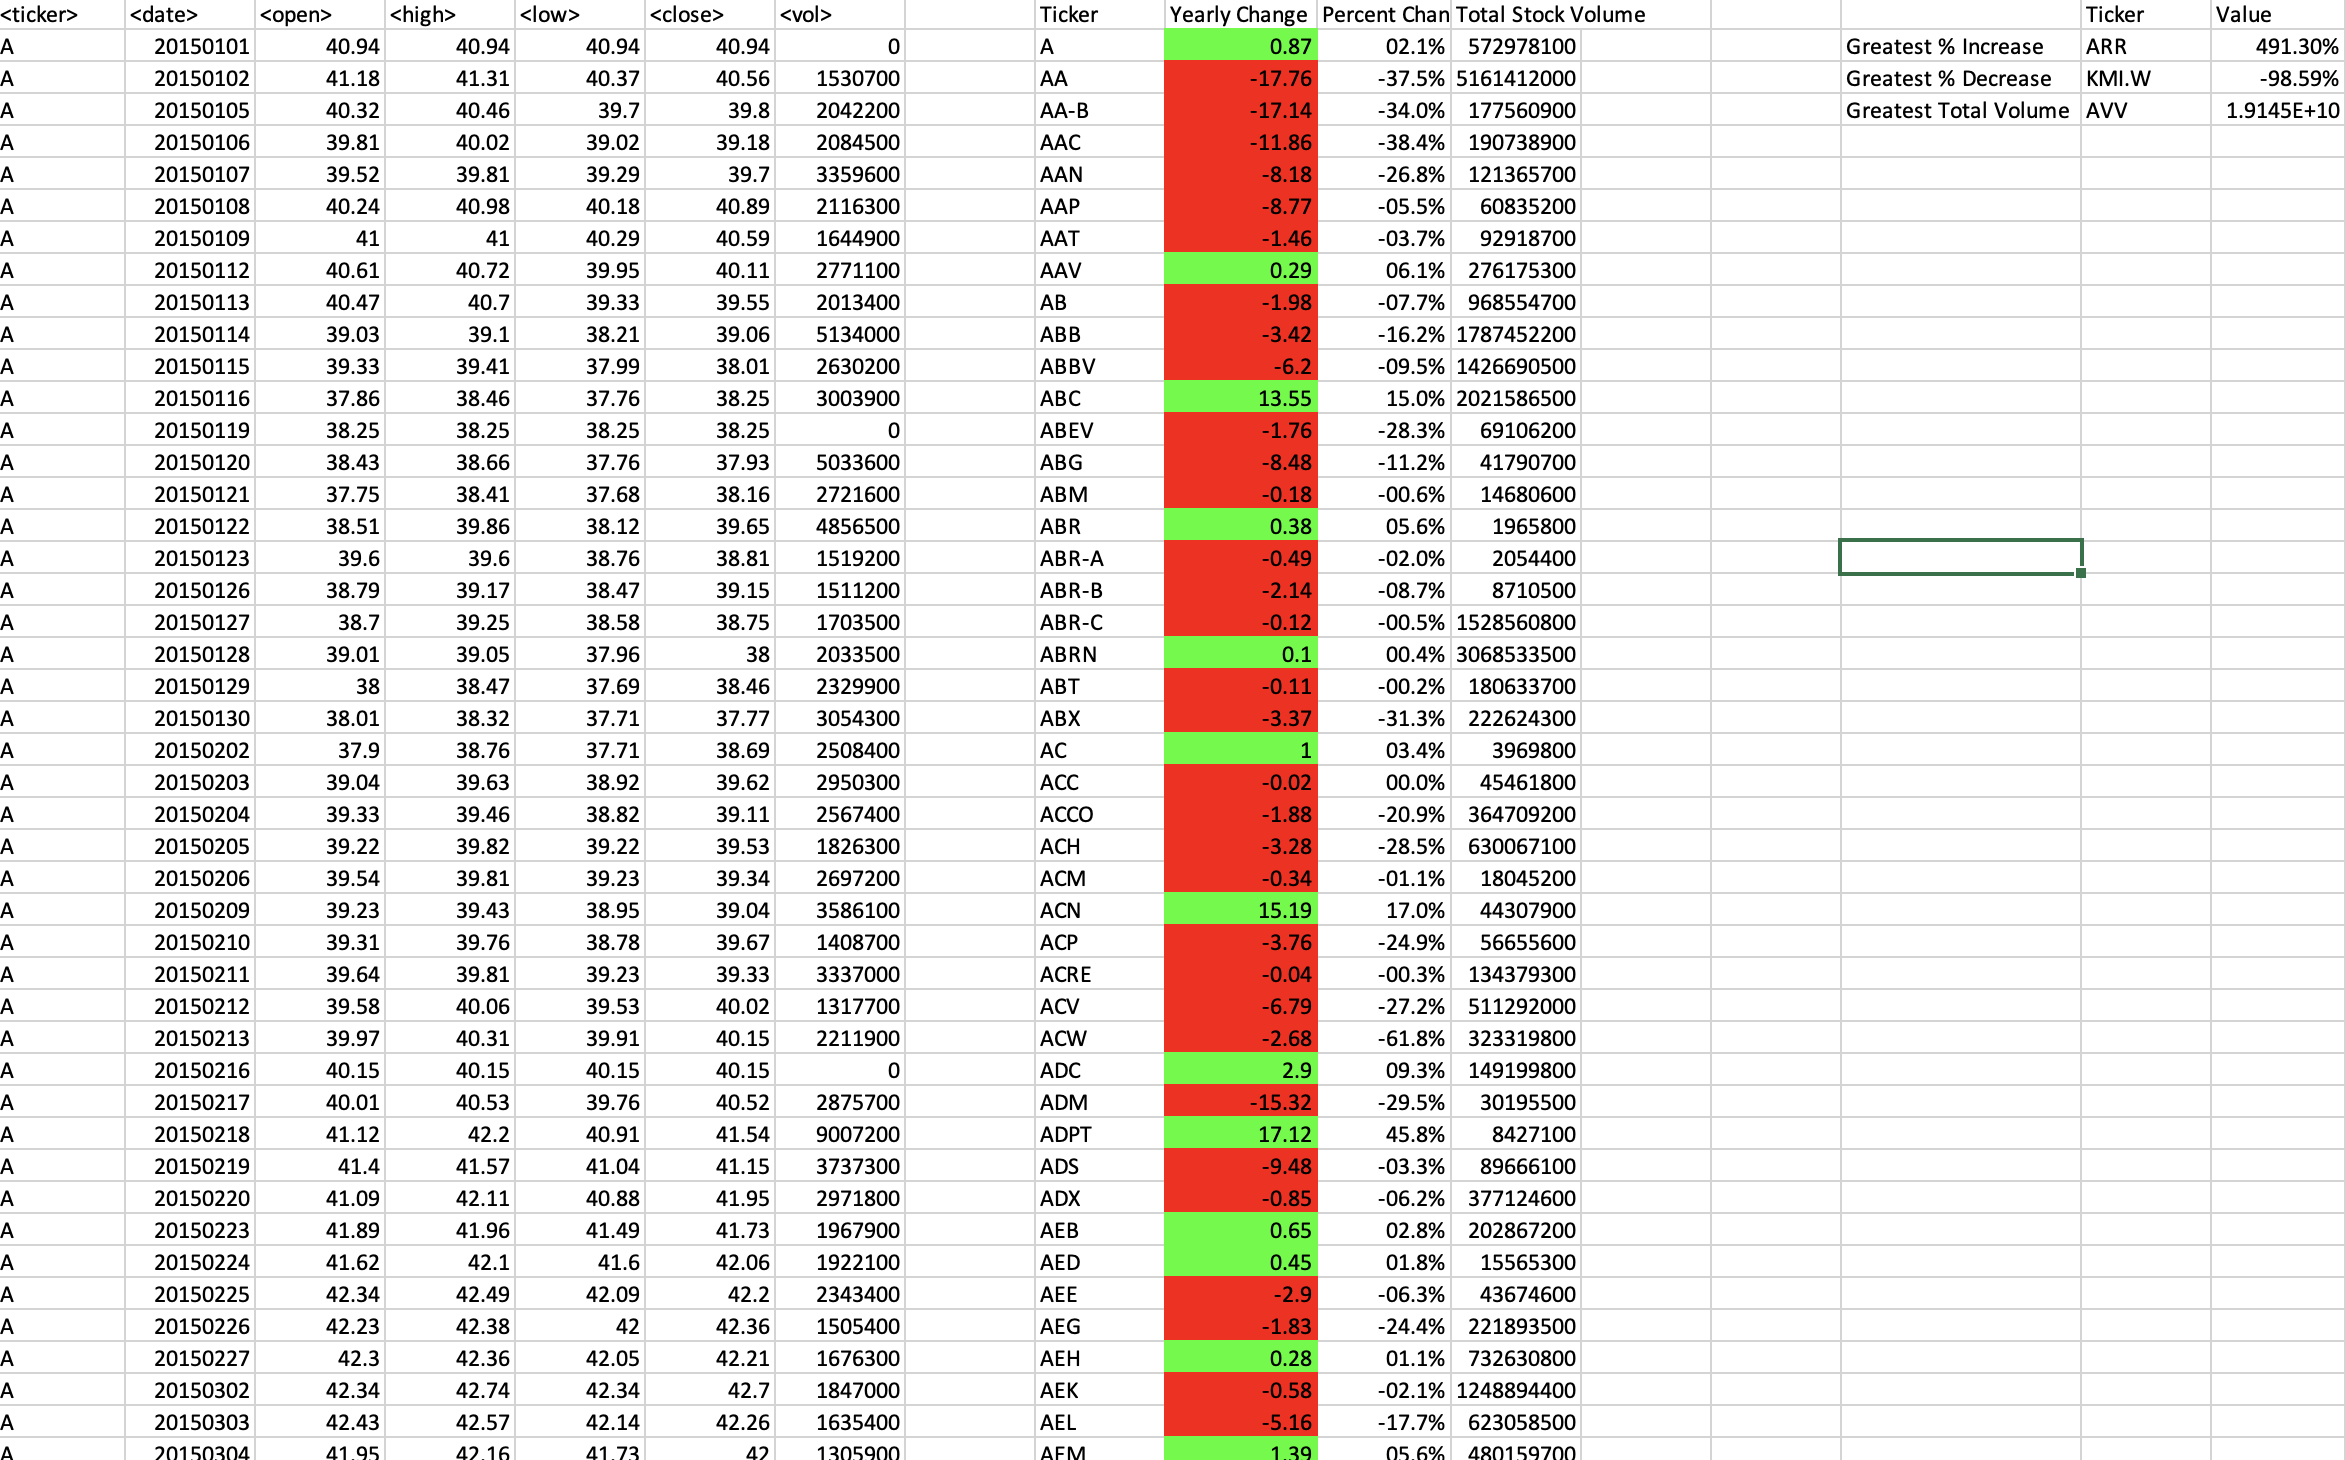 <ticker> <date> <open> <high> <low> <close> <vol> Ticker Yearly Change Percent Chan Total Stock Volume Ticker Value
A 20150101 40.94 40.94 40.94 40.94 0 A 0.87 02.1% 572978100 Greatest % Increase ARR 491.30%
A 20150102 41.18 41.31 40.37 40.56 1530700 AA -17.76 -37.5% 5161412000 Greatest % Decrease KMI.W -98.59%
A 20150105 40.32 40.46 39.7 39.8 2042200 AA-B -17.14 -34.0% 177560900 Greatest Total Volume AVV 1.9145E+10
A 20150106 39.81 40.02 39.02 39.18 2084500 AAC -11.86 -38.4% 190738900
A 20150107 39.52 39.81 39.29 39.7 3359600 AAN -8.18 -26.8% 121365700
A 20150108 40.24 40.98 40.18 40.89 2116300 AAP -8.77 -05.5% 60835200
A 20150109 41 41 40.29 40.59 1644900 AAT -1.46 -03.7% 92918700
A 20150112 40.61 40.72 39.95 40.11 2771100 AAV 0.29 06.1% 276175300
A 20150113 40.47 40.7 39.33 39.55 2013400 AB -1.98 -07.7% 968554700
A 20150114 39.03 39.1 38.21 39.06 5134000 ABB -3.42 -16.2% 1787452200
A 20150115 39.33 39.41 37.99 38.01 2630200 ABBV -6.2 -09.5% 1426690500
A 20150116 37.86 38.46 37.76 38.25 3003900 ABC 13.55 15.0% 2021586500
A 20150119 38.25 38.25 38.25 38.25 0 ABEV -1.76 -28.3% 69106200
A 20150120 38.43 38.66 37.76 37.93 5033600 ABG -8.48 -11.2% 41790700
A 20150121 37.75 38.41 37.68 38.16 2721600 ABM -0.18 -00.6% 14680600
A 20150122 38.51 39.86 38.12 39.65 4856500 ABR 0.38 05.6% 1965800
A 20150123 39.6 39.6 38.76 38.81 1519200 ABR-A -0.49 -02.0% 2054400
A 20150126 38.79 39.17 38.47 39.15 1511200 ABR-B -2.14 -08.7% 8710500
A 20150127 38.7 39.25 38.58 38.75 1703500 ABR-C -0.12 -00.5% 1528560800
A 20150128 39.01 39.05 37.96 38 2033500 ABRN 0.1 00.4% 3068533500
A 20150129 38 38.47 37.69 38.46 2329900 ABT -0.11 -00.2% 180633700
A 20150130 38.01 38.32 37.71 37.77 3054300 ABX -3.37 -31.3% 222624300
A 20150202 37.9 38.76 37.71 38.69 2508400 AC 1 03.4% 3969800
A 20150203 39.04 39.63 38.92 39.62 2950300 ACC -0.02 00.0% 45461800
A 20150204 39.33 39.46 38.82 39.11 2567400 ACCO -1.88 -20.9% 364709200
A 20150205 39.22 39.82 39.22 39.53 1826300 ACH -3.28 -28.5% 630067100
A 20150206 39.54 39.81 39.23 39.34 2697200 ACM -0.34 -01.1% 18045200
A 20150209 39.23 39.43 38.95 39.04 3586100 ACN 15.19 17.0% 44307900
A 20150210 39.31 39.76 38.78 39.67 1408700 ACP -3.76 -24.9% 56655600
A 20150211 39.64 39.81 39.23 39.33 3337000 ACRE -0.04 -00.3% 134379300
A 20150212 39.58 40.06 39.53 40.02 1317700 ACV -6.79 -27.2% 511292000
A 20150213 39.97 40.31 39.91 40.15 2211900 ACW -2.68 -61.8% 323319800
A 20150216 40.15 40.15 40.15 40.15 0 ADC 2.9 09.3% 149199800
A 20150217 40.01 40.53 39.76 40.52 2875700 ADM -15.32 -29.5% 30195500
A 20150218 41.12 42.2 40.91 41.54 9007200 ADPT 17.12 45.8% 8427100
A 20150219 41.4 41.57 41.04 41.15 3737300 ADS -9.48 -03.3% 89666100
A 20150220 41.09 42.11 40.88 41.95 2971800 ADX -0.85 -06.2% 377124600
A 20150223 41.89 41.96 41.49 41.73 1967900 AEB 0.65 02.8% 202867200
A 20150224 41.62 42.1 41.6 42.06 1922100 AED 0.45 01.8% 15565300
A 20150225 42.34 42.49 42.09 42.2 2343400 AEE -2.9 -06.3% 43674600
A 20150226 42.23 42.38 42 42.36 1505400 AEG -1.83 -24.4% 221893500
A 20150227 42.3 42.36 42.05 42.21 1676300 AEH 0.28 01.1% 732630800
A 20150302 42.34 42.74 42.34 42.7 1847000 AEK -0.58 -02.1% 1248894400
A 20150303 42.43 42.57 42.14 42.26 1635400 AEL -5.16 -17.7% 623058500
A 20150304 41.95 42.16 41.73 42 1305900 AEM 1.39 05.6% 480159700